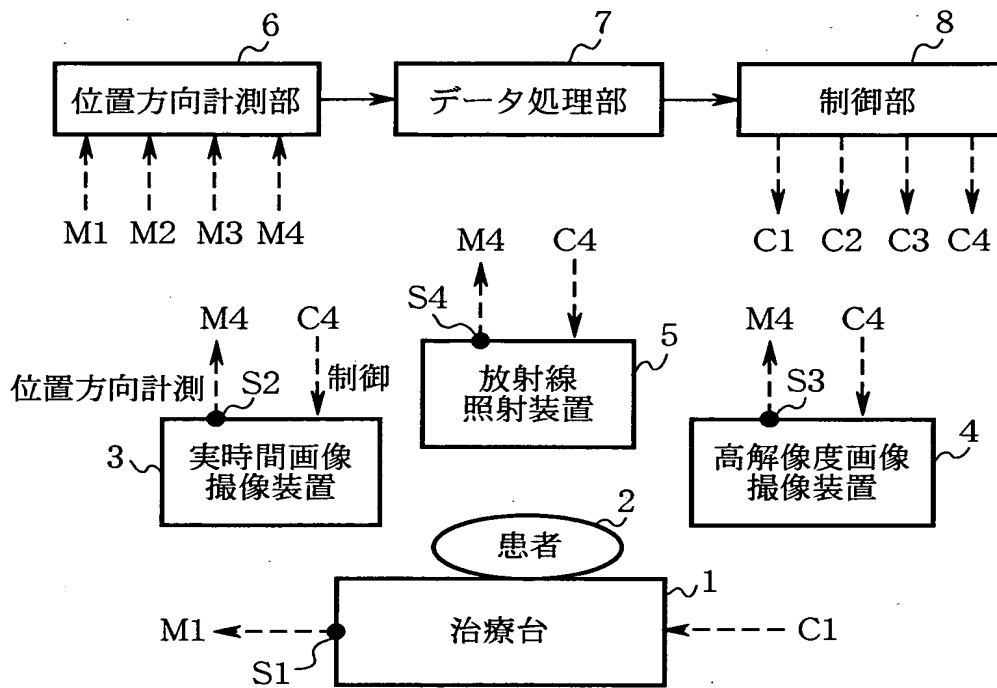 6
7
8
位置方向計測部
データ処理部
制御部
M1 M2 M3 M4
C1 C2 C3 C4
M4 C4
S4
5
放射線
照射装置
M4 C4
位置方向計測
S2
制御
3
実時間画像
撮像装置
M4 C4
S3
4
高解像度画像
撮像装置
2
患者
1
治療台
M1
S1
C1